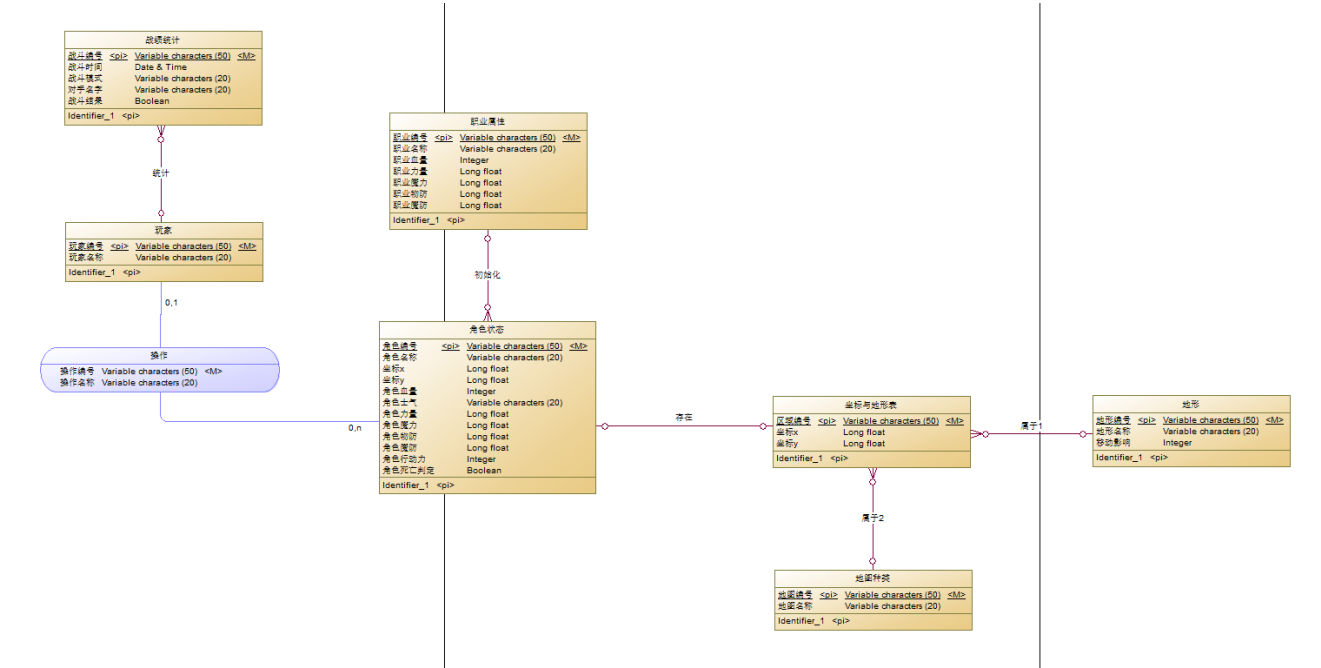 战绩统计
战斗编号 <pi> Variable characters (50) <M>
战斗时间 Date & Time
战斗模式 Variable characters (20)
对手名字 Variable characters (20)
战斗结果 Boolean
Identifier_1 <pi>
统计
玩家
玩家编号 <pi> Variable characters (50) <M>
玩家名称 Variable characters (20)
Identifier_1 <pi>
0,1
操作
操作编号 Variable characters (50) <M>
操作名称 Variable characters (20)
0,n
职业属性
职业编号 <pi> Variable characters (50) <M>
职业名称 Variable characters (20)
职业血量 Integer
职业力量 Long float
职业魔力 Long float
职业物防 Long float
职业魔防 Long float
Identifier_1 <pi>
初始化
角色状态
角色编号 <pi> Variable characters (50) <M>
角色名称 Variable characters (20)
坐标x Long float
坐标y Long float
角色血量 Integer
角色士气 Variable characters (20)
角色力量 Long float
角色魔力 Long float
角色物防 Long float
角色魔防 Long float
角色行动力 Integer
角色死亡判定 Boolean
Identifier_1 <pi>
存在
坐标与地形表
区域编号 <pi> Variable characters (50) <M>
坐标x Long float
坐标y Long float
Identifier_1 <pi>
属于1
地形
地形编号 <pi> Variable characters (50) <M>
地形名称 Variable characters (20)
移动影响 Integer
Identifier_1 <pi>
属于2
地图种类
地图编号 <pi> Variable characters (50) <M>
地图名称 Variable characters (20)
Identifier_1 <pi>